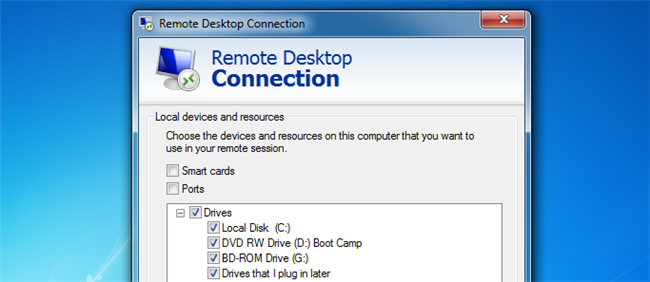 Remote Desktop Connection
Remote Desktop
Connection
Local devices and resources
Choose the devices and resources on this computer that you want to
use in your remote session.
Smart cards
Ports
Drives
Local Disk (C:)
DVD RW Drive (D:) Boot Camp
BD-ROM Drive (G:)
Drives that I plug in later